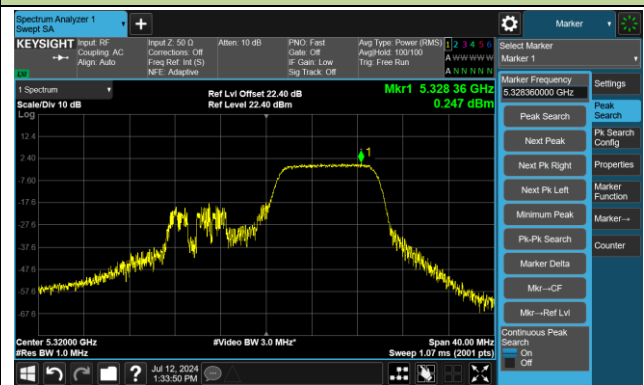 Spectrum Analyzer 1
Swept SA
+
Marker
KEYSIGHT
Input: RF
Coupling: AC
Align: Auto
Input Z: 50 Ω
Corrections: Off
Freq Ref: Int (S)
NFE: Adaptive
Atten: 10 dB
PNO: Fast
Gate: Off
IF Gain: Low
Sig Track: Off
Avg Type: Power (RMS)
Avg|Hold: 100/100
Trig: Free Run
1 2 3 4 5 6
A W W W W W
A N N N N N
Select Marker
Marker 1
1 Spectrum
Scale/Div 10 dB
Log
Ref Lvl Offset 22.40 dB
Ref Level 22.40 dBm
Mkr1 5.328 36 GHz
0.247 dBm
12.4
2.40
-7.60
-17.6
-27.6
-37.6
-47.6
-57.6
-67.6
1
Center 5.32000 GHz
#Res BW 1.0 MHz
#Video BW 3.0 MHz*
Span 40.00 MHz
Sweep 1.07 ms (2001 pts)
Marker Frequency
5.328360000 GHz
Peak Search
Next Peak
Next Pk Right
Next Pk Left
Minimum Peak
Pk-Pk Search
Marker Delta
Mkr→CF
Mkr→Ref Lvl
Continuous Peak
Search
On
Off
Settings
Peak
Search
Pk Search
Config
Properties
Marker
Function
Marker→
Counter
?
Jul 12, 2024
1:33:50 PM